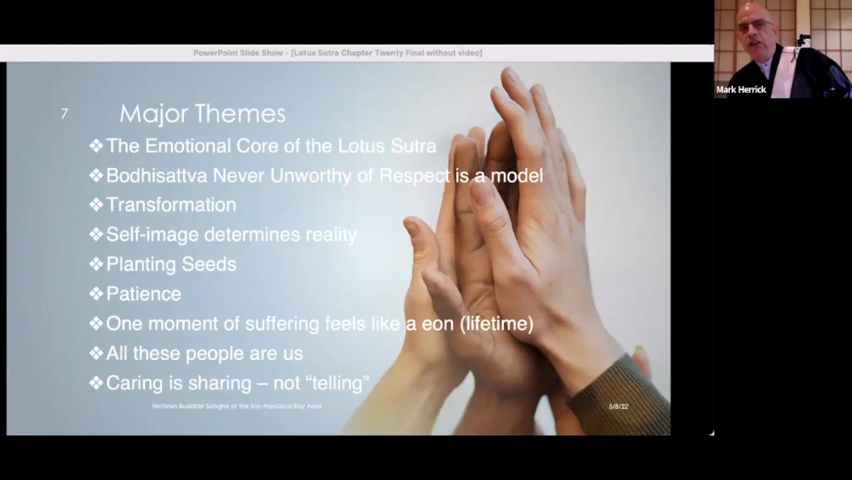 PowerPoint Slide Show - [Lotus Sutra Chapter Twenty Final without video]
Mark Herrick
7
Major Themes
❖The Emotional Core of the Lotus Sutra
❖Bodhisattva Never Unworthy of Respect is a model
❖Transformation
❖Self-image determines reality
❖Planting Seeds
❖Patience
❖One moment of suffering feels like a eon (lifetime)
❖All these people are us
❖Caring is sharing – not “telling”
Nichiren Buddhist Sangha of the San Francisco Bay Area
5/8/22